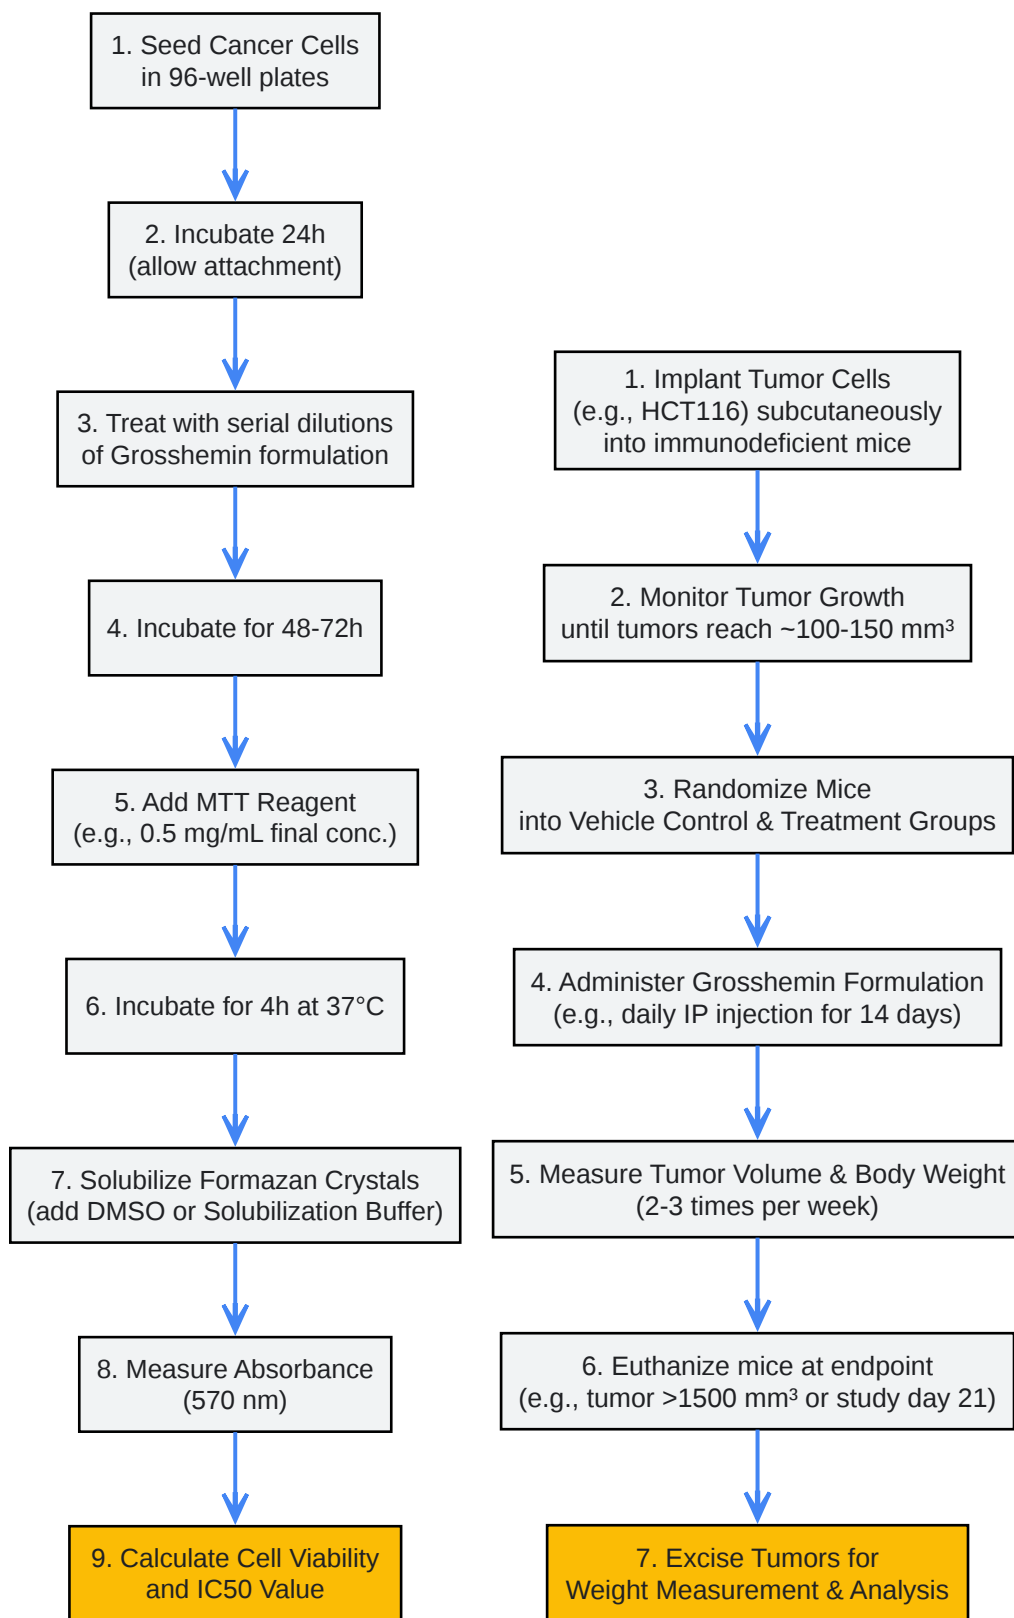 1. Seed Cancer Cells
in 96-well plates
2. Incubate 24h
(allow attachment)
3. Treat with serial dilutions
of Grosshemin formulation
4. Incubate for 48-72h
5. Add MTT Reagent
(e.g., 0.5 mg/mL final conc.)
6. Incubate for 4h at 37°C
7. Solubilize Formazan Crystals
(add DMSO or Solubilization Buffer)
8. Measure Absorbance
(570 nm)
9. Calculate Cell Viability
and IC50 Value
1. Implant Tumor Cells
(e.g., HCT116) subcutaneously
into immunodeficient mice
2. Monitor Tumor Growth
until tumors reach ~100-150 mm³
3. Randomize Mice
into Vehicle Control & Treatment Groups
4. Administer Grosshemin Formulation
(e.g., daily IP injection for 14 days)
5. Measure Tumor Volume & Body Weight
(2-3 times per week)
6. Euthanize mice at endpoint
(e.g., tumor >1500 mm³ or study day 21)
7. Excise Tumors for
Weight Measurement & Analysis